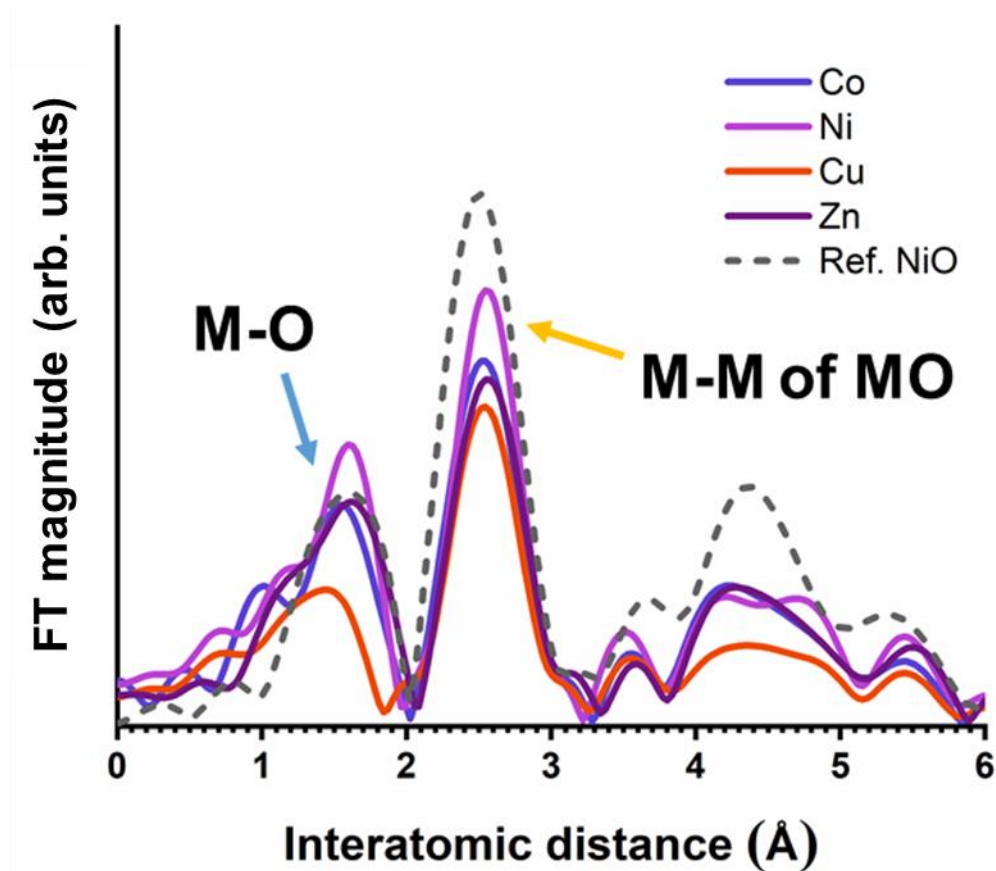 FT magnitude (arb. units)
Co
Ni
Cu
Zn
Ref. NiO
M-O
M-M of MO
0 1 2 3 4 5 6
Interatomic distance (Å)